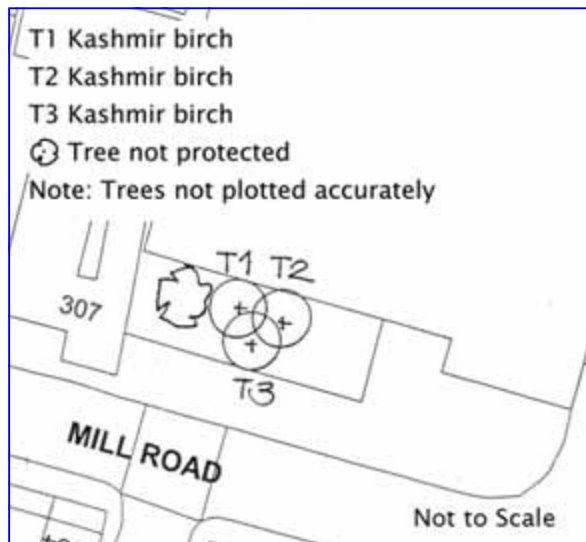 T1 Kashmir birch
T2 Kashmir birch
T3 Kashmir birch
Tree not protected
Note: Trees not plotted accurately
T1 T2
307
T3
MILL ROAD
Not to Scale